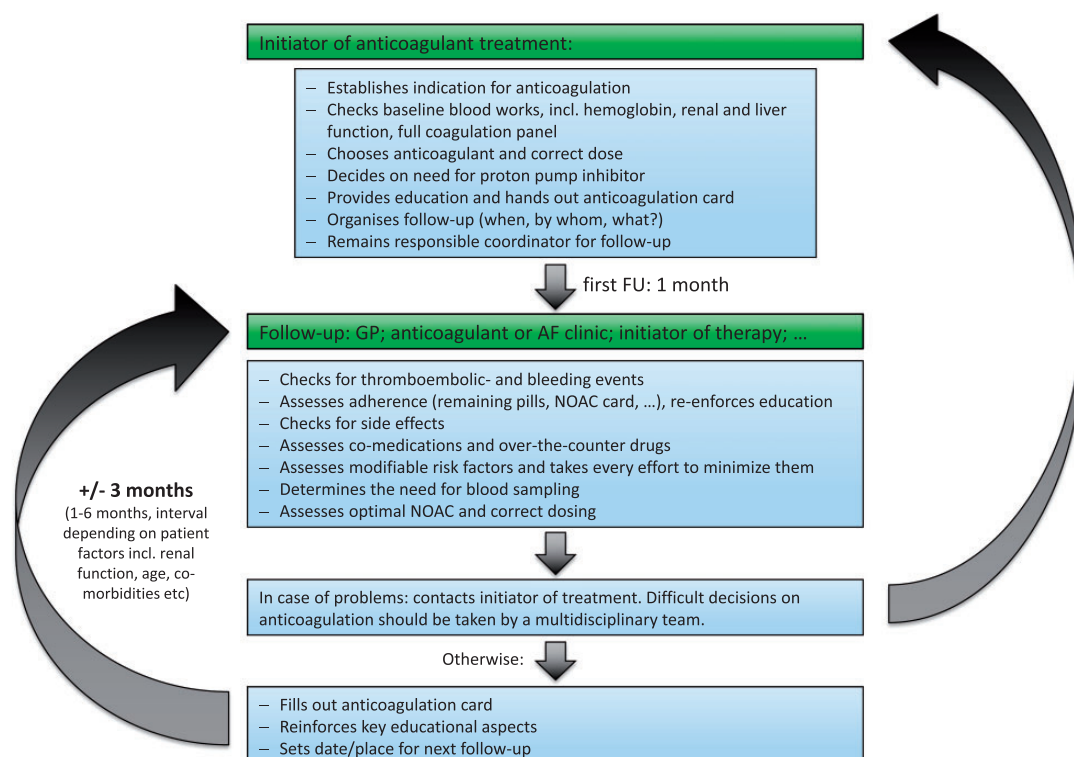 Initiator of anticoagulant treatment:
– Establishes indication for anticoagulation
– Checks baseline blood works, incl. hemoglobin, renal and liver
function, full coagulation panel
– Chooses anticoagulant and correct dose
– Decides on need for proton pump inhibitor
– Provides education and hands out anticoagulation card
– Organises follow-up (when, by whom, what?)
– Remains responsible coordinator for follow-up
first FU: 1 month
Follow-up: GP; anticoagulant or AF clinic; initiator of therapy; …
– Checks for thromboembolic- and bleeding events
– Assesses adherence (remaining pills, NOAC card, …), re-enforces education
– Checks for side effects
– Assesses co-medications and over-the-counter drugs
– Assesses modifiable risk factors and takes every effort to minimize them
– Determines the need for blood sampling
– Assesses optimal NOAC and correct dosing
+/- 3 months
(1-6 months, interval
depending on patient
factors incl. renal
function, age, co-
morbidities etc)
In case of problems: contacts initiator of treatment. Difficult decisions on
anticoagulation should be taken by a multidisciplinary team.
Otherwise:
– Fills out anticoagulation card
– Reinforces key educational aspects
– Sets date/place for next follow-up